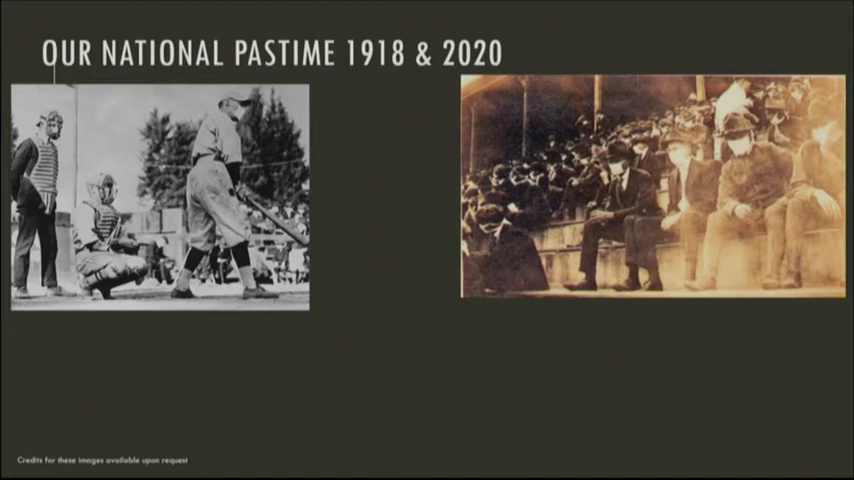 OUR NATIONAL PASTIME 1918 & 2020
Credits for these images available upon request